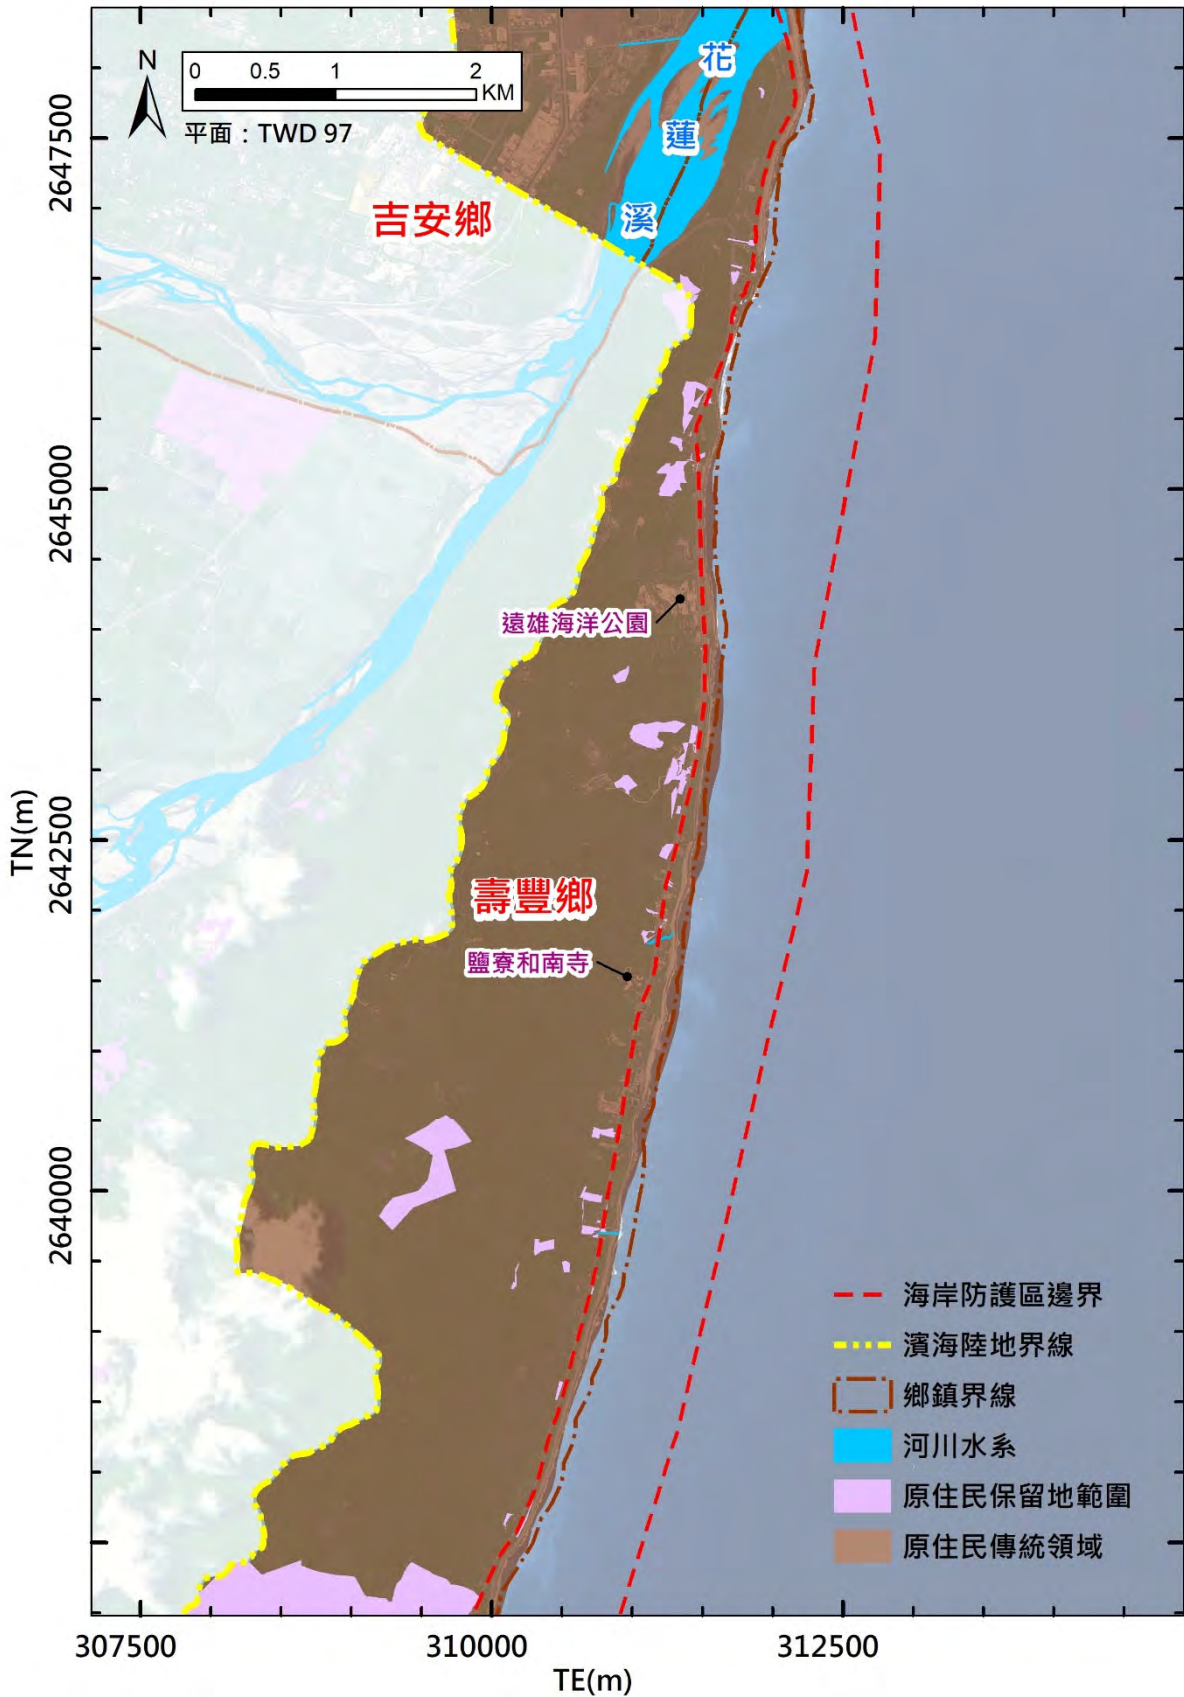 N
0 0.5 1 2
KM
平面：TWD 97
花
蓮
溪
吉安鄉
遠雄海洋公園
壽豐鄉
鹽寮和南寺
海岸防護區邊界
濱海陸地界線
鄉鎮界線
河川水系
原住民保留地範圍
原住民傳統領域
2647500
2645000
2642500
2640000
TN(m)
307500 310000 312500
TE(m)